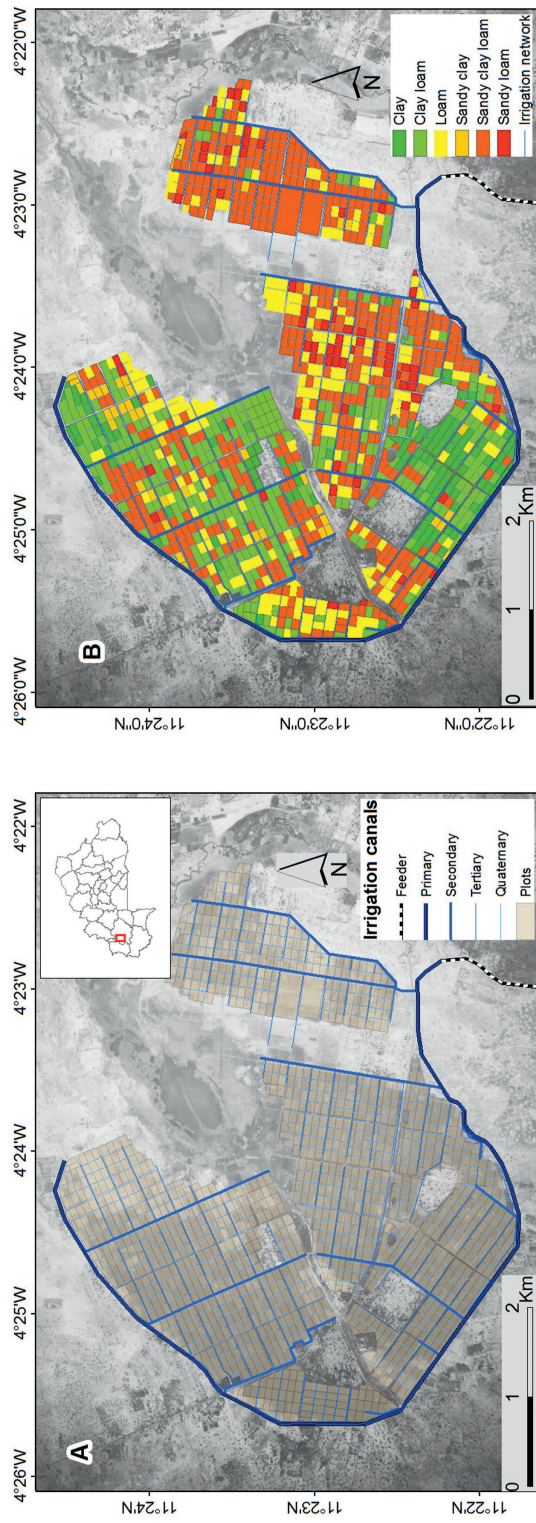 A
4°26'0"W
4°25'W
4°24'W
4°23'W
4°22'W
11°24'N
11°23'N
11°22'N
N
Irrigation canals
Feeder
Primary
Secondary
Tertiary
Quaternary
Plots
0 1 2
Km
B
4°26'0"W
4°25'0"W
4°24'0"W
4°23'0"W
4°22'0"W
11°24'0"N
11°23'0"N
11°22'0"N
N
Clay
Clay loam
Loam
Sandy clay
Sandy clay loam
Sandy loam
Irrigation network
0 1 2
Km